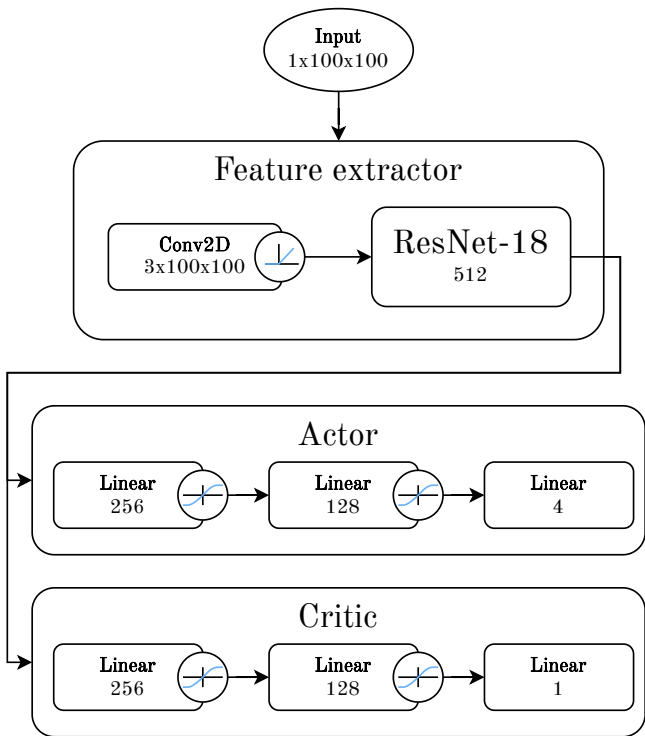 Input
1x100x100
Feature extractor
Conv2D
3x100x100
ResNet-18
512
Actor
Linear
256
Linear
128
Linear
4
Critic
Linear
256
Linear
128
Linear
1